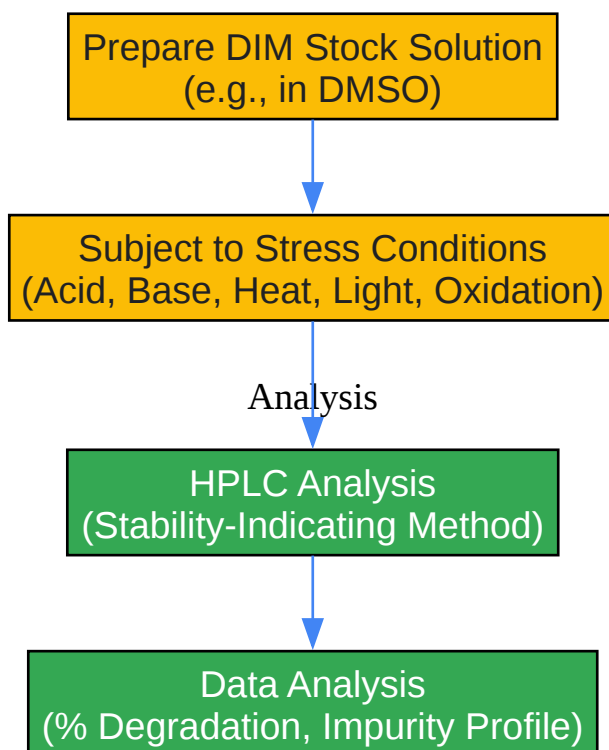 Prepare DIM Stock Solution
(e.g., in DMSO)
Subject to Stress Conditions
(Acid, Base, Heat, Light, Oxidation)
Analysis
HPLC Analysis
(Stability-Indicating Method)
Data Analysis
(% Degradation, Impurity Profile)